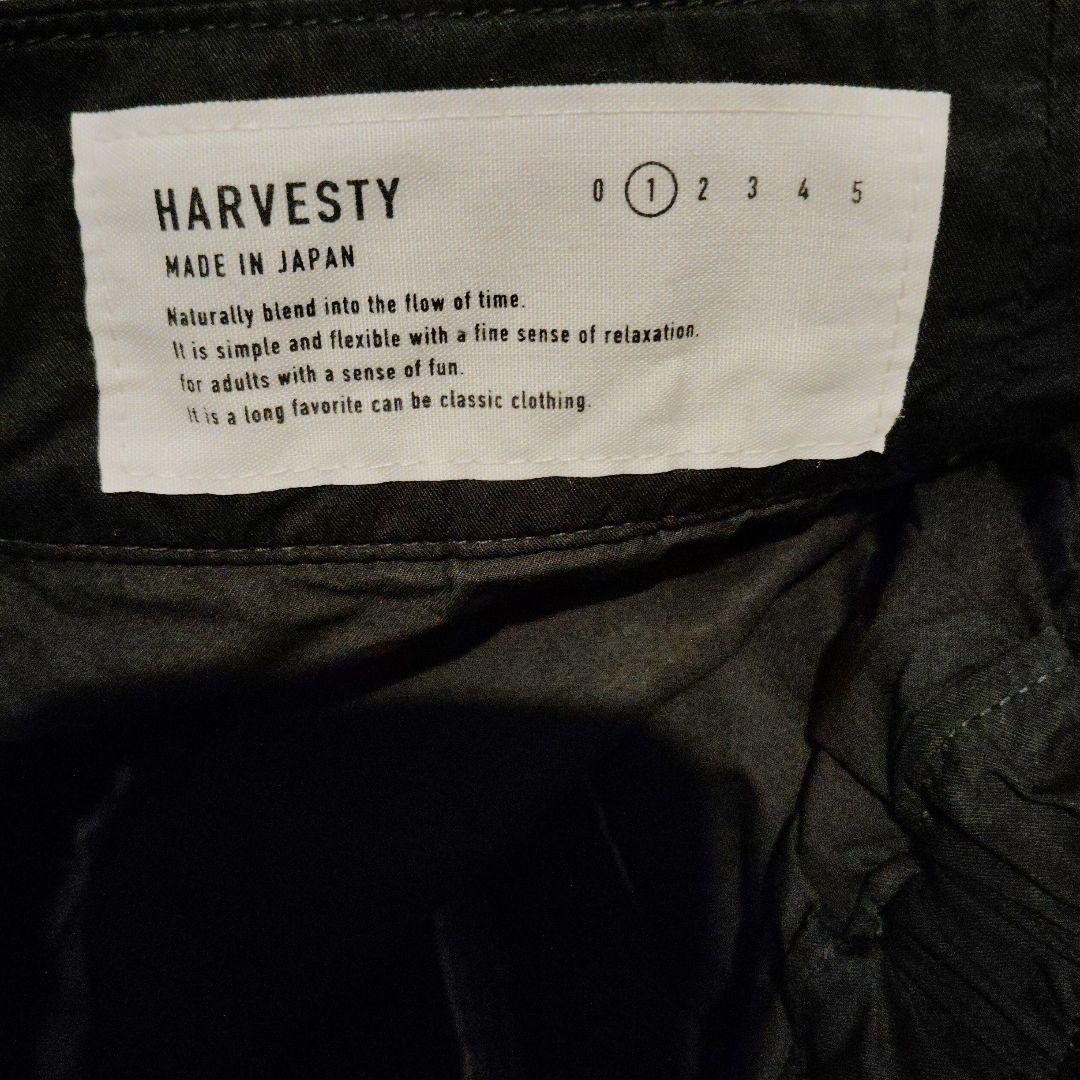 HARVESTY
0 1 2 3 4 5
MADE IN JAPAN
Naturally blend into the flow of time.
It is simple and flexible with a fine sense of relaxation.
for adults with a sense of fun.
It is a long favorite can be classic clothing.